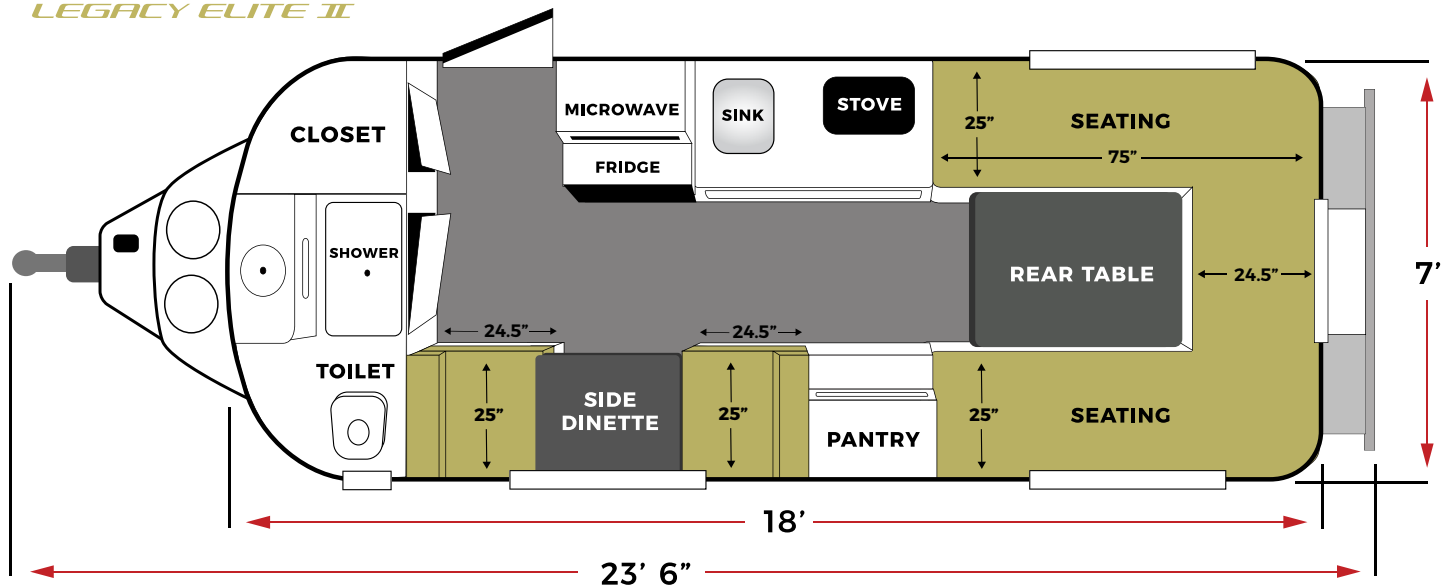 LEGACY ELITE II
CLOSET
MICROWAVE
FRIDGE
SINK
STOVE
25”
SEATING
75”
SHOWER
REAR TABLE
24.5”
7’
24.5”
24.5”
TOILET
25”
SIDE
DINETTE
25”
PANTRY
25”
SEATING
18’
23’ 6”